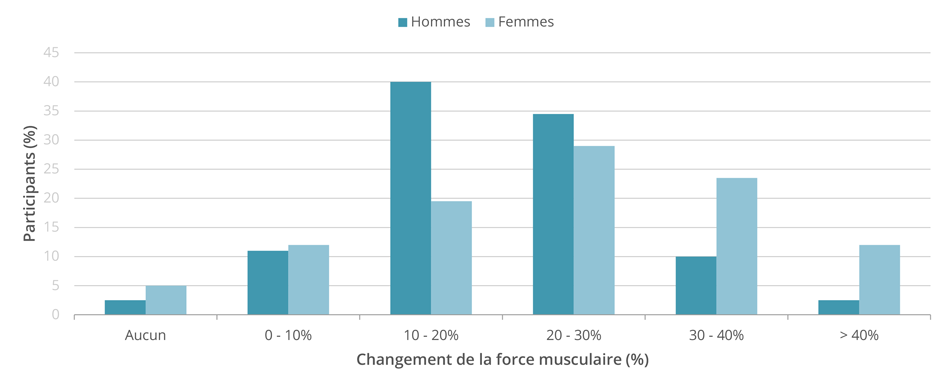 Hommes Femmes
45
40
35
30
25
20
15
10
5
0
Participants (%)
Aucun 0 - 10% 10 - 20% 20 - 30% 30 - 40% > 40%
Changement de la force musculaire (%)